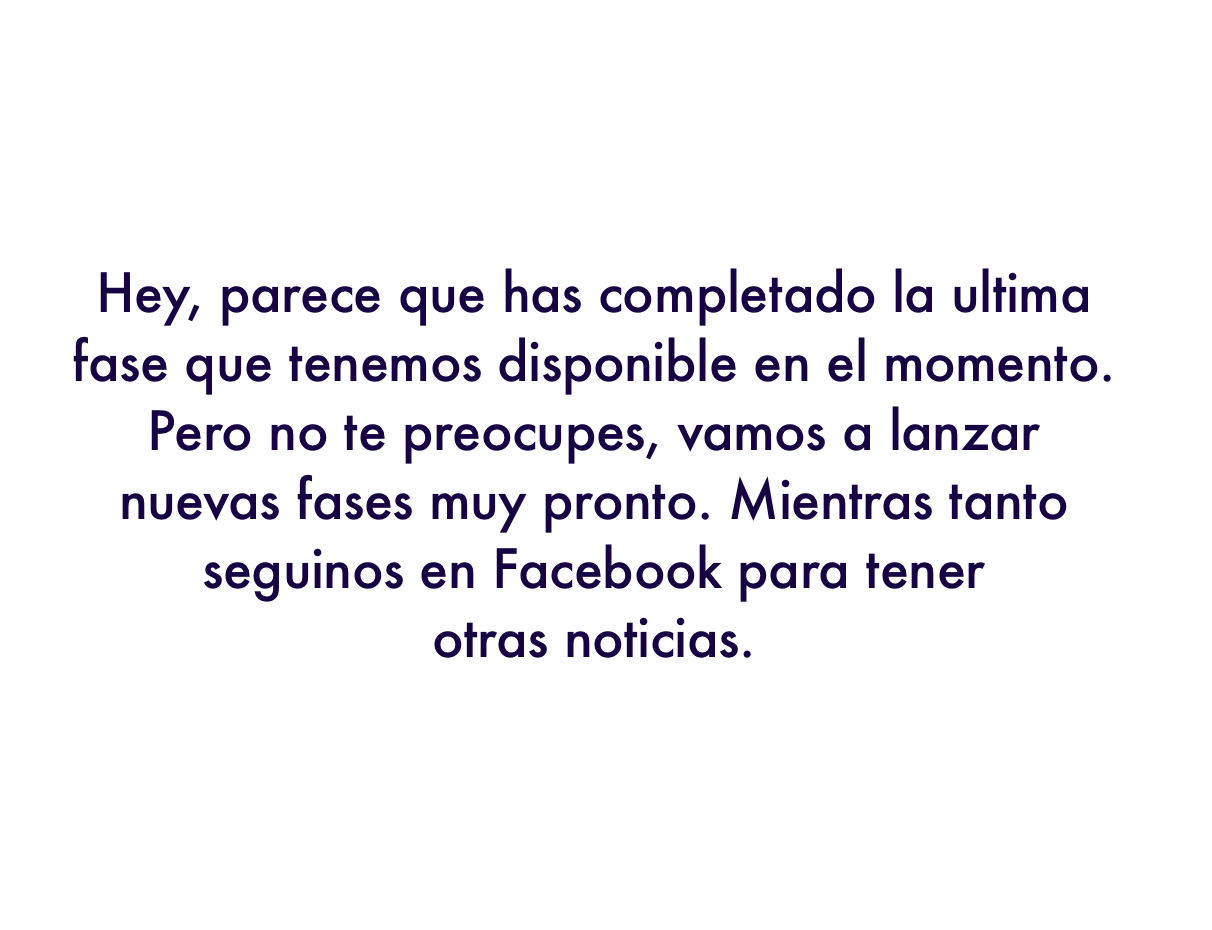 Hey, parece que has completado la ultima
fase que tenemos disponible en el momento.
Pero no te preocupes, vamos a lanzar
nuevas fases muy pronto. Mientras tanto
seguinos en Facebook para tener
otras noticias.